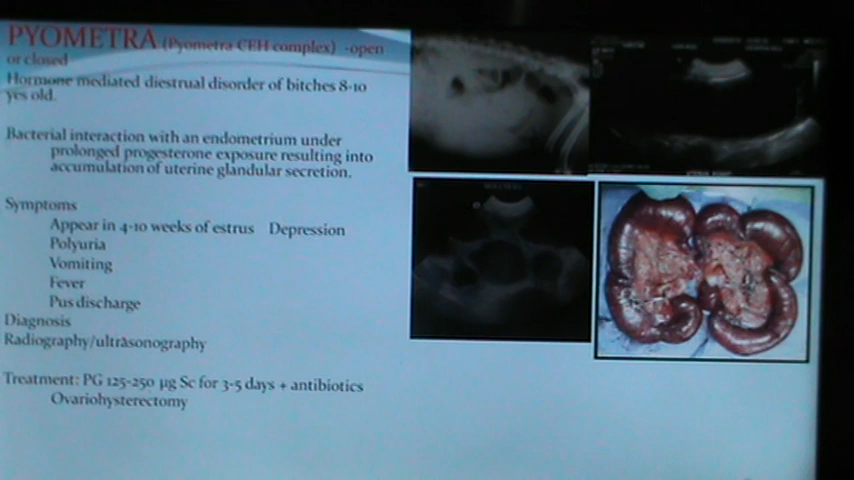 PYOMETRA (Pyometra CEH complex) -open
or closed
Hormone mediated diestrual disorder of bitches 8-10
yes old.
Bacterial interaction with an endometrium under
prolonged progesterone exposure resulting into
accumulation of uterine glandular secretion.
Symptoms
Appear in 4-10 weeks of estrus Depression
Polyuria
Vomiting
Fever
Pus discharge
Diagnosis
Radiography/ultrasonography
Treatment: PG 125-250 µg Sc for 3-5 days + antibiotics
Ovariohysterectomy